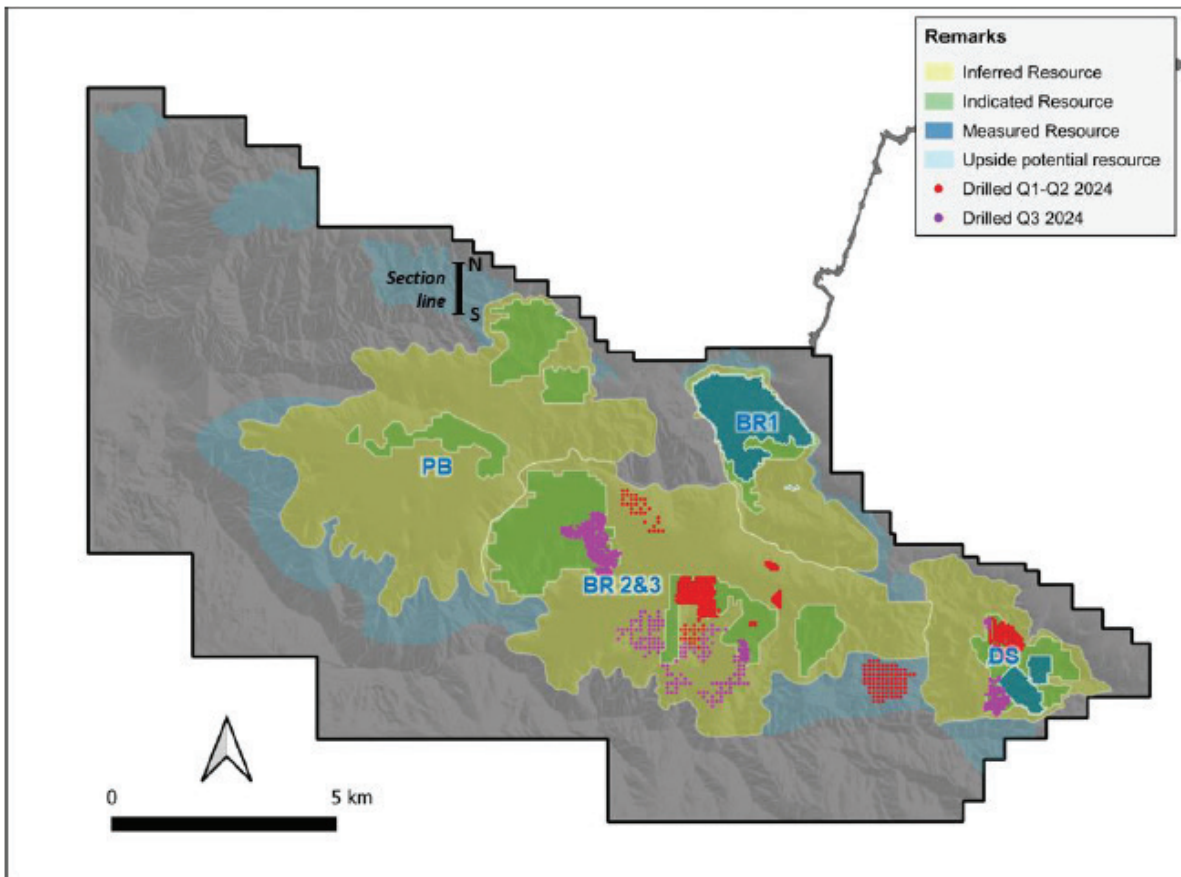 Remarks
Inferred Resource
Indicated Resource
Measured Resource
Upside potential resource
Drilled Q1-Q2 2024
Drilled Q3 2024
N
Section
line
S
BR1
PB
BR 2&3
DS
0 5 km